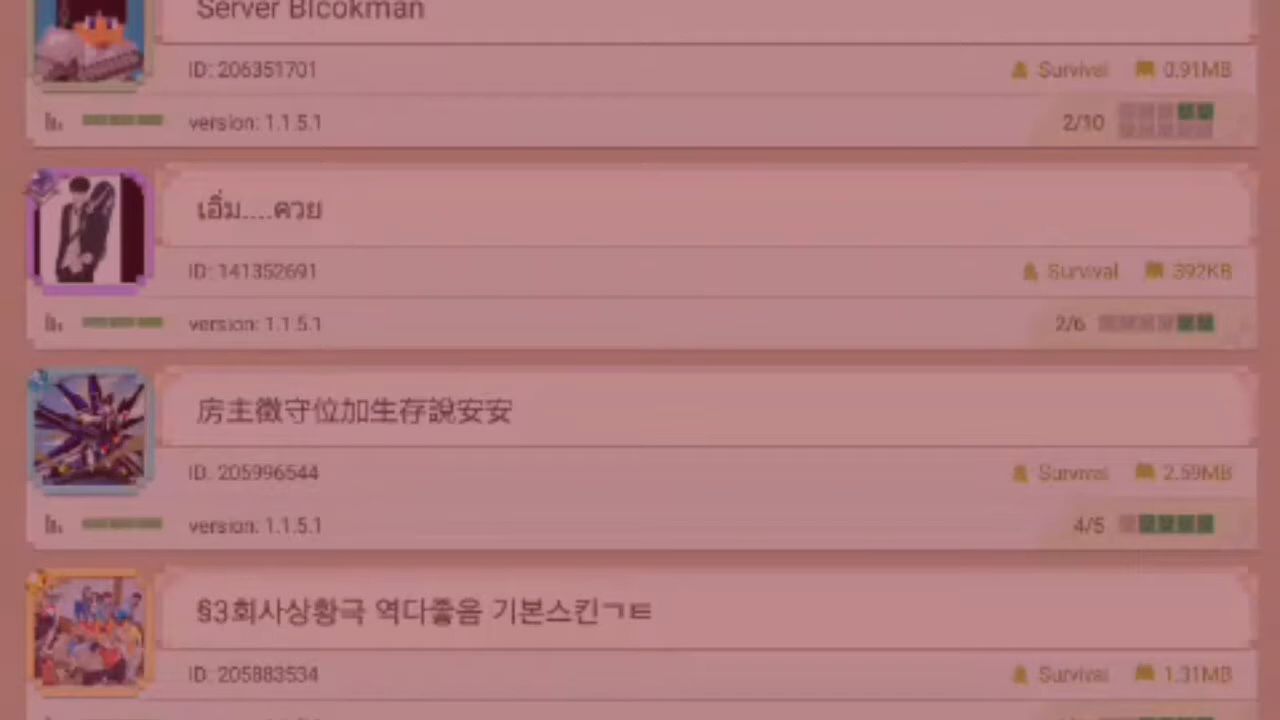 Server Blcokman
ID: 206351701 Survival 0.91MB
version: 1.1.5.1 2/10
เอิ่ม....ควย
ID: 141352691 Survival 392KB
version: 1.1.5.1 2/6
房主徵守位加生存說安安
ID: 205996544 Survival 2.59MB
version: 1.1.5.1 4/5
§3회사상황극 역다좋음 기본스킨ㄱㅌ
ID: 205883534 Survival 1.31MB